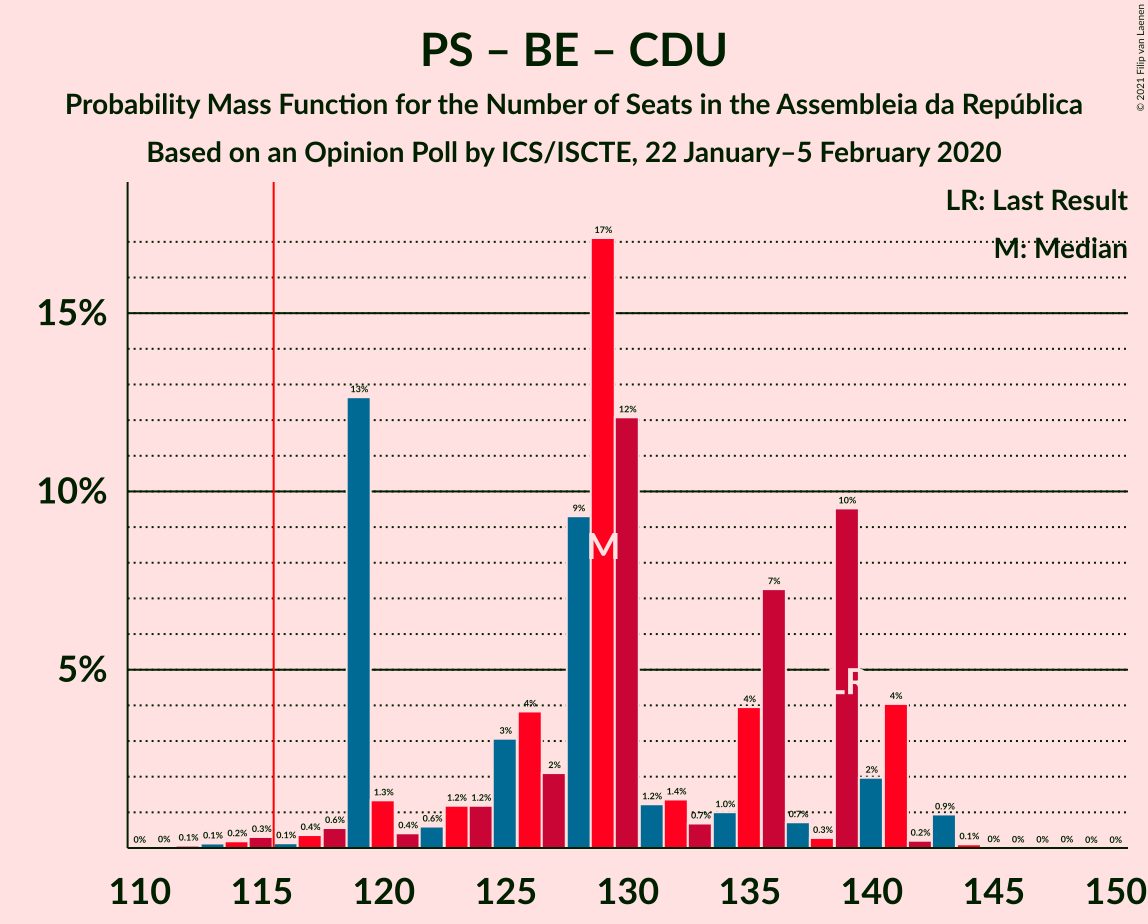 PS – BE – CDU
Probability Mass Function for the Number of Seats in the Assembleia da República
Based on an Opinion Poll by ICS/ISCTE, 22 January–5 February 2020
© 2021 Filip van Laenen
LR: Last Result
M: Median
15%
10%
5%
0% 0% 0.1% 0.1% 0.2% 0.3% 0.1% 0.4% 0.6% 13% 1.3% 0.4% 0.6% 1.2% 1.2% 3% 4% 2% 9% 17% 12% 1.2% 1.4% 0.7% 1.0% 4% 7% 0.7% 0.3% 10% 2% 4% 0.2% 0.9% 0.1% 0% 0% 0% 0% 0% 0%
M
LR
110 115 120 125 130 135 140 145 150